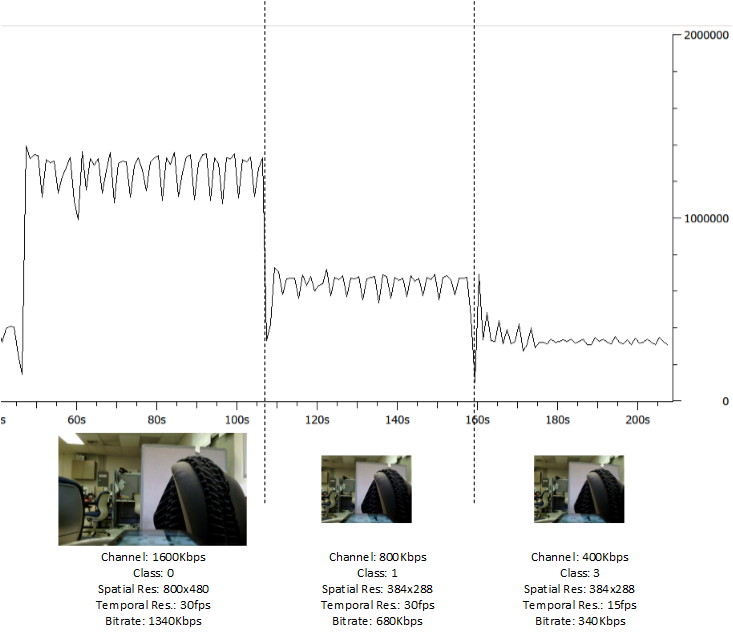 2000000
1000000
0
s
60s
80s
100s
120s
140s
160s
180s
200s
Channel: 1600Kbps
Class: 0
Spatial Res: 800x480
Temporal Res.: 30fps
Bitrate: 1340Kbps
Channel: 800Kbps
Class: 1
Spatial Res: 384x288
Temporal Res.: 30fps
Bitrate: 680Kbps
Channel: 400Kbps
Class: 3
Spatial Res: 384x288
Temporal Res.: 15fps
Bitrate: 340Kbps